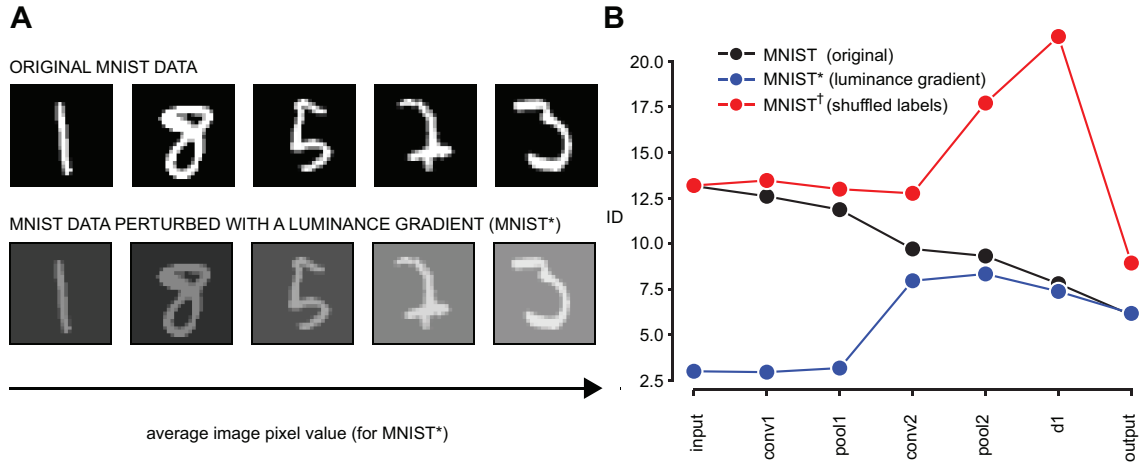 A
ORIGINAL MNIST DATA
MNIST DATA PERTURBED WITH A LUMINANCE GRADIENT (MNIST*)
average image pixel value (for MNIST*)
B
MNIST (original)
MNIST* (luminance gradient)
MNIST† (shuffled labels)
ID
20.0
17.5
15.0
12.5
10.0
7.5
5.0
2.5
input
conv1
pool1
conv2
pool2
d1
output